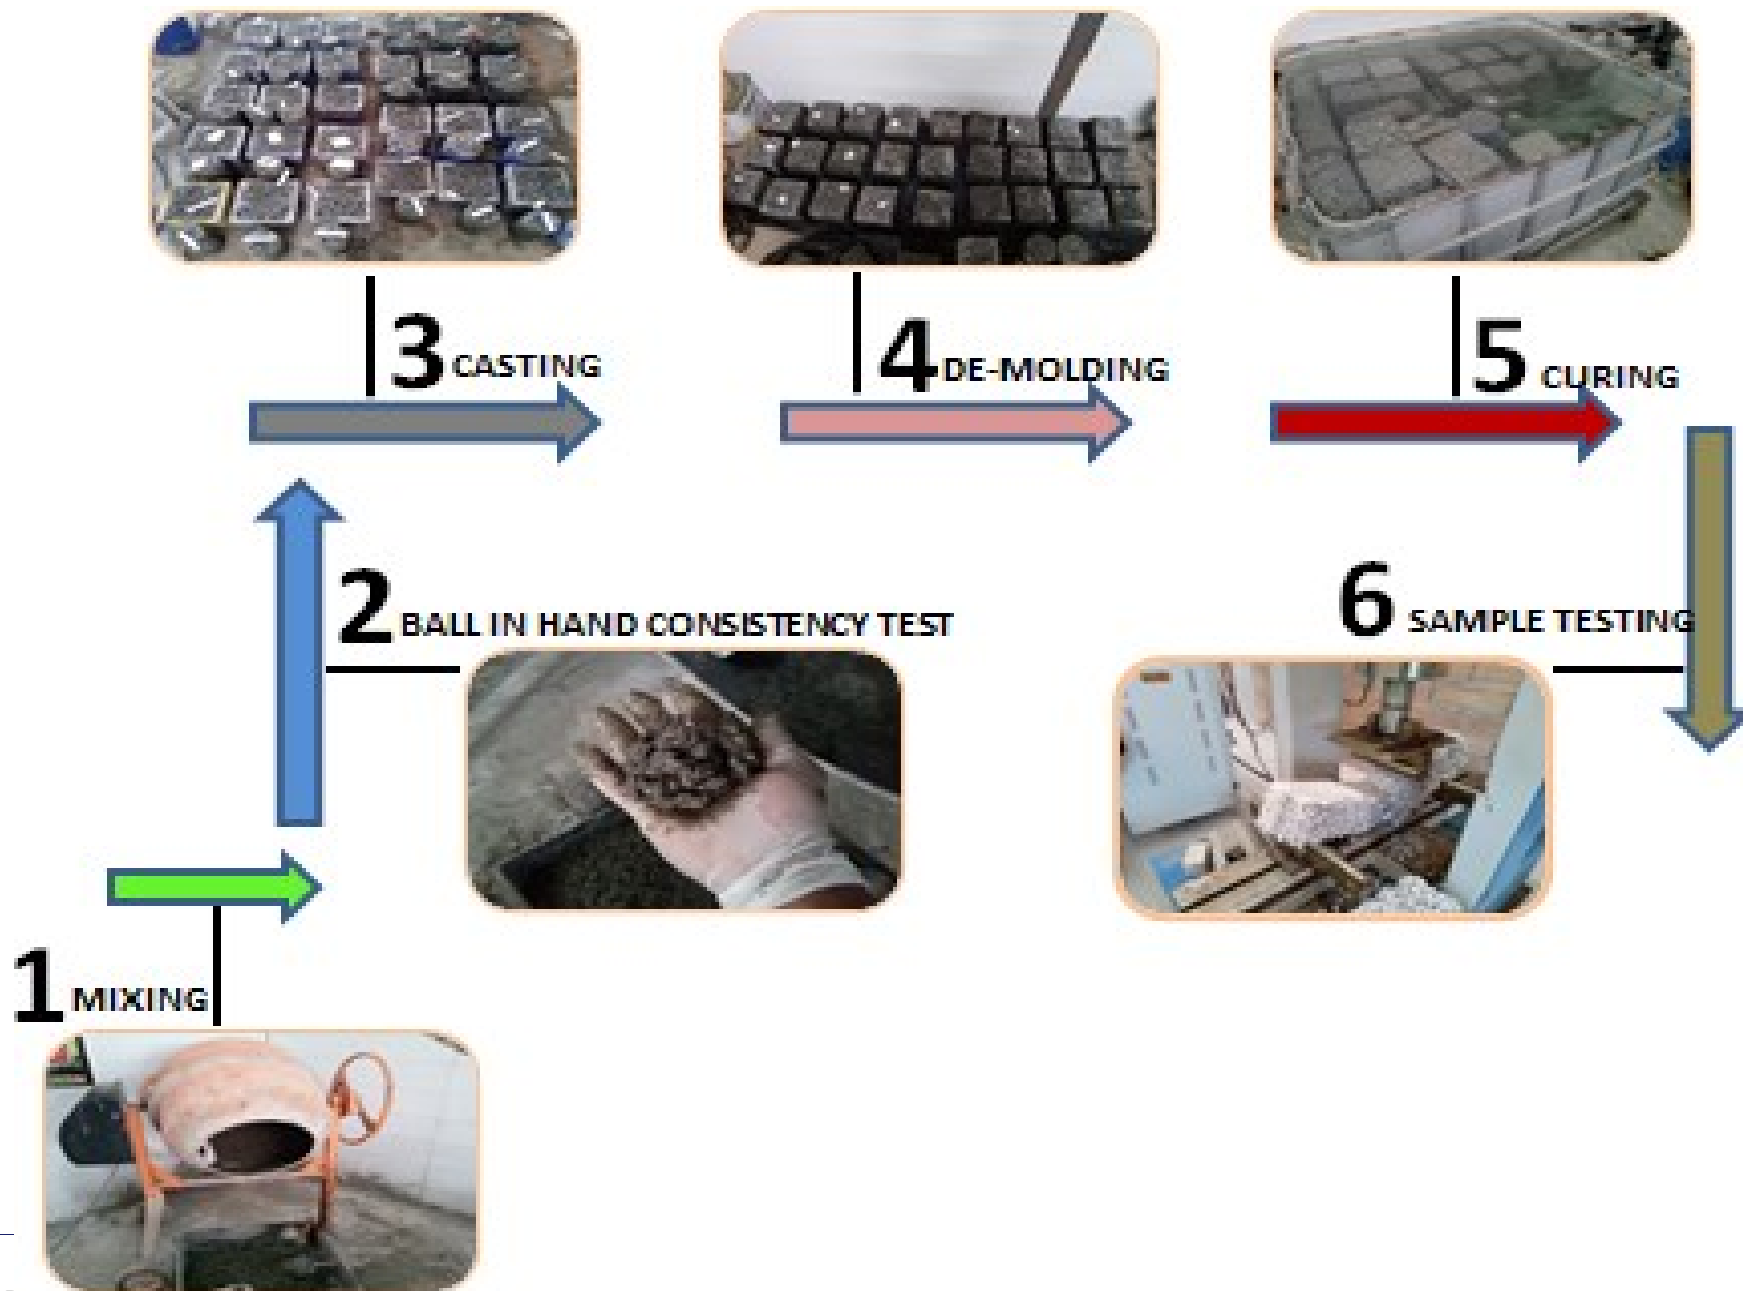 3 CASTING
4 DE-MOLDING
5 CURING
2 BALL IN HAND CONSISTENCY TEST
6 SAMPLE TESTING
1 MIXING